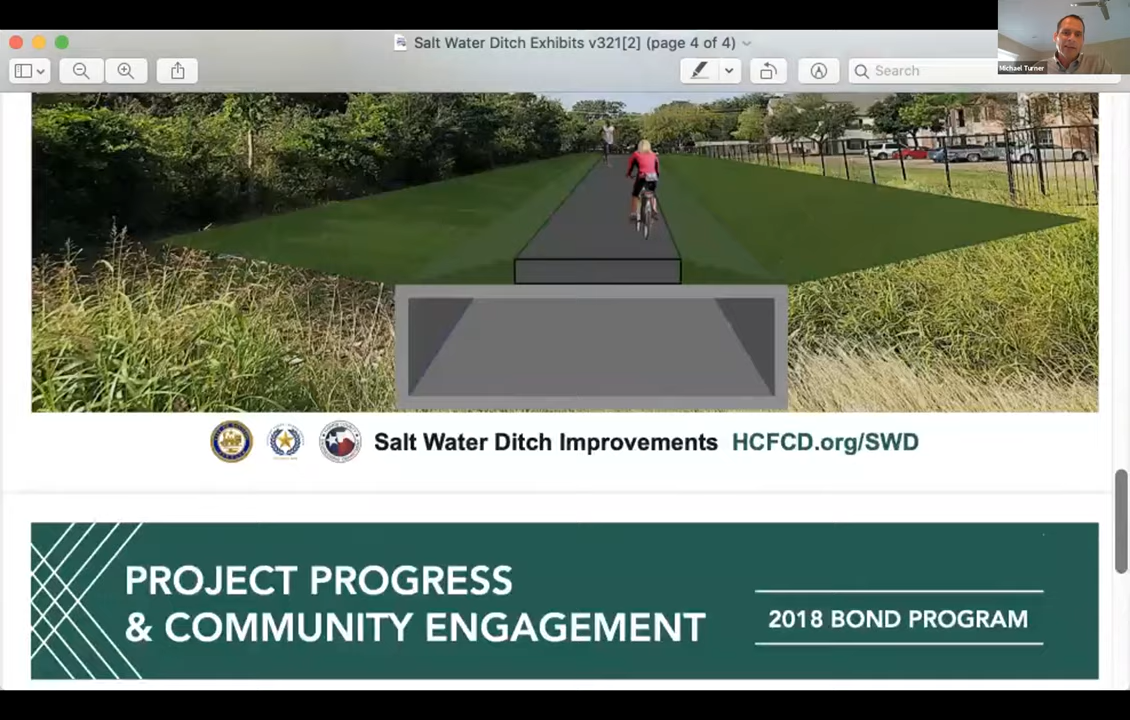 Salt Water Ditch Exhibits v321[2] (page 4 of 4)
Michael Turner
Search
Salt Water Ditch Improvements HCFCD.org/SWD
PROJECT PROGRESS
& COMMUNITY ENGAGEMENT
2018 BOND PROGRAM